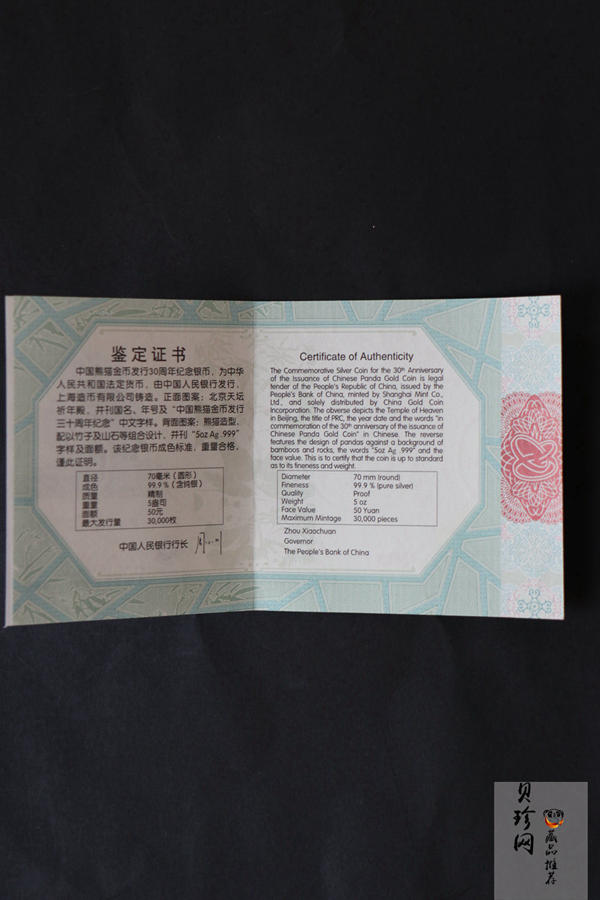 鉴定证书
中国熊猫金币发行30周年纪念银币，为中华
人民共和国法定货币，由中国人民银行发行，
上海造币有限公司铸造。正面图案：北京天坛
祈年殿，并刊国名、年号及“中国熊猫金币发行
三十周年纪念”中文字样。背面图案：熊猫造型，
配以竹子及山石等组合设计，并刊“5oz Ag .999”
字样及面额。该纪念银币成色标准，重量合格，
谨此证明。
直径 70毫米（圆形）
成色 99.9％（含纯银）
质量 精制
重量 5盎司
面额 50元
最大发行量 30,000枚
中国人民银行行长
Certificate of Authenticity
The Commemorative Silver Coin for the 30th Anniversary
of the Issuance of Chinese Panda Gold Coin is legal
tender of the People's Republic of China, issued by the
People's Bank of China, minted by Shanghai Mint Co.,
Ltd., and solely distributed by China Gold Coin
Incorporation. The obverse depicts the Temple of Heaven
in Beijing, the title of PRC, the year date and the words "in
commemoration of the 30th anniversary of the issuance of
Chinese Panda Gold Coin" in Chinese. The reverse
features the design of pandas against a background of
bamboos and rocks, the words "5oz Ag .999" and the
face value. This is to certify that the coin is up to standard
as to its fineness and weight.
Diameter 70 mm (round)
Fineness 99.9 % (pure silver)
Quality Proof
Weight 5 oz
Face Value 50 Yuan
Maximum Mintage 30,000 pieces
Zhou Xiaochuan
Governor
The People's Bank of China
贝珍网
藏品推荐